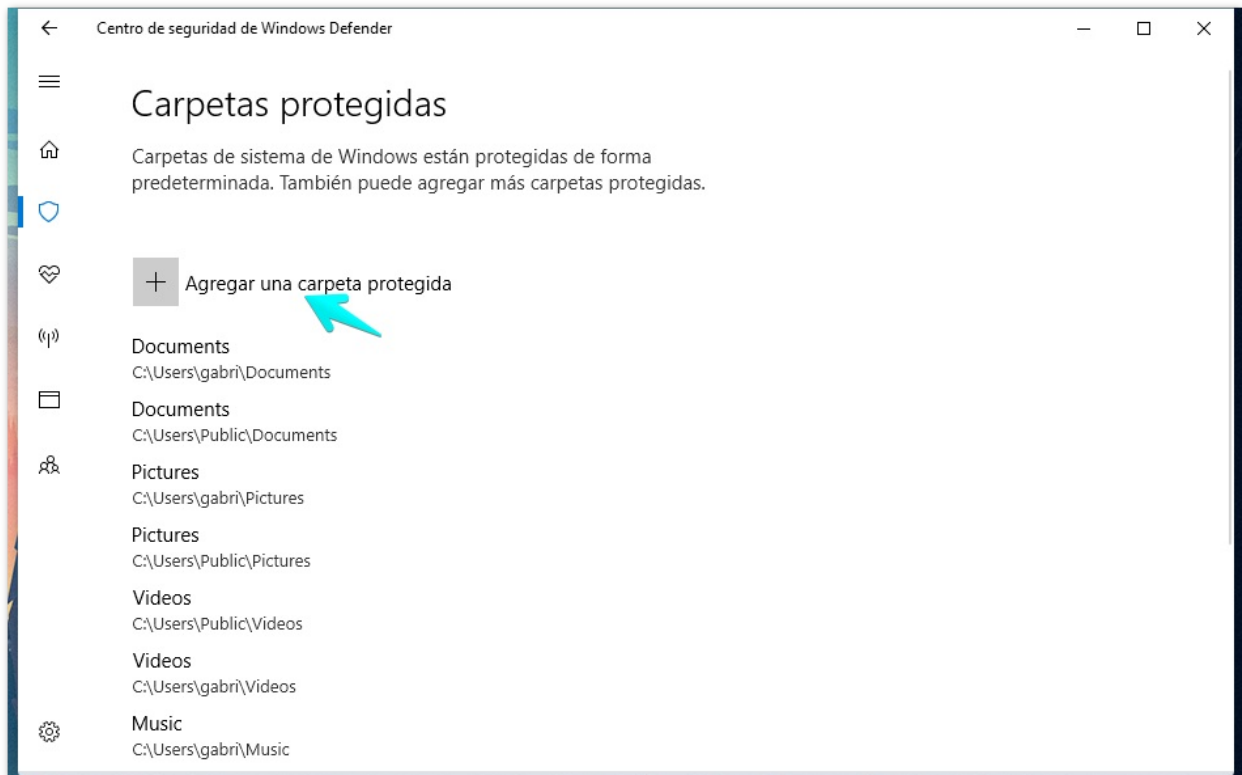 Centro de seguridad de Windows Defender
Carpetas protegidas
Carpetas de sistema de Windows están protegidas de forma
predeterminada. También puede agregar más carpetas protegidas.
Agregar una carpeta protegida
Documents
C:\Users\gabri\Documents
Documents
C:\Users\Public\Documents
Pictures
C:\Users\gabri\Pictures
Pictures
C:\Users\Public\Pictures
Videos
C:\Users\Public\Videos
Videos
C:\Users\gabri\Videos
Music
C:\Users\gabri\Music